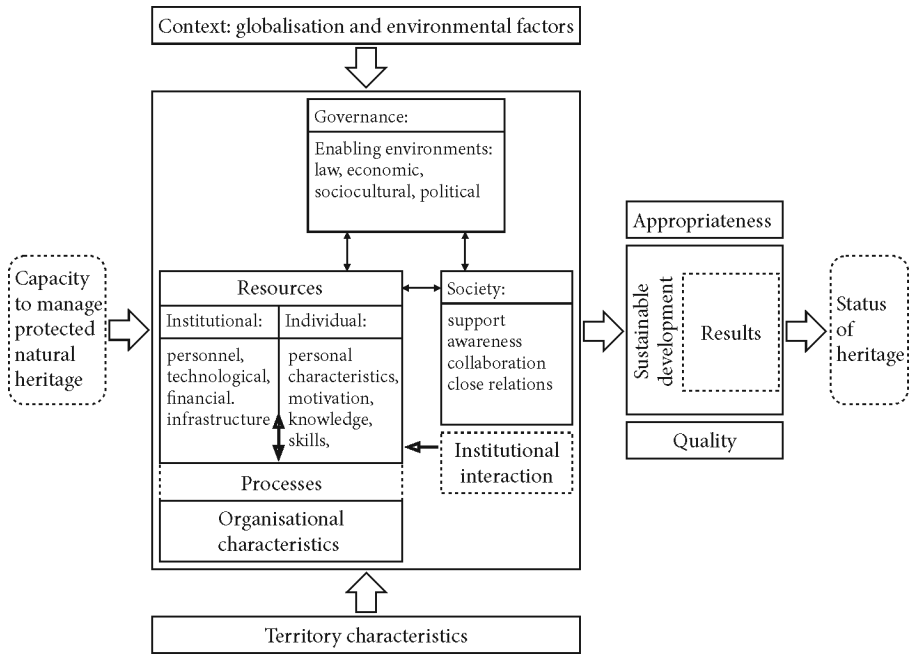 Context: globalisation and environmental factors
Governance:
Enabling environments:
law, economic,
sociocultural, political
Capacity
to manage
protected
natural
heritage
Resources
Institutional:
personnel,
technological,
financial.
infrastructure
Individual:
personal
characteristics,
motivation,
knowledge,
skills,
Society:
support
awareness
collaboration
close relations
Institutional
interaction
Processes
Organisational
characteristics
Appropriateness
Sustainable
development
Results
Quality
Status
of
heritage
Territory characteristics